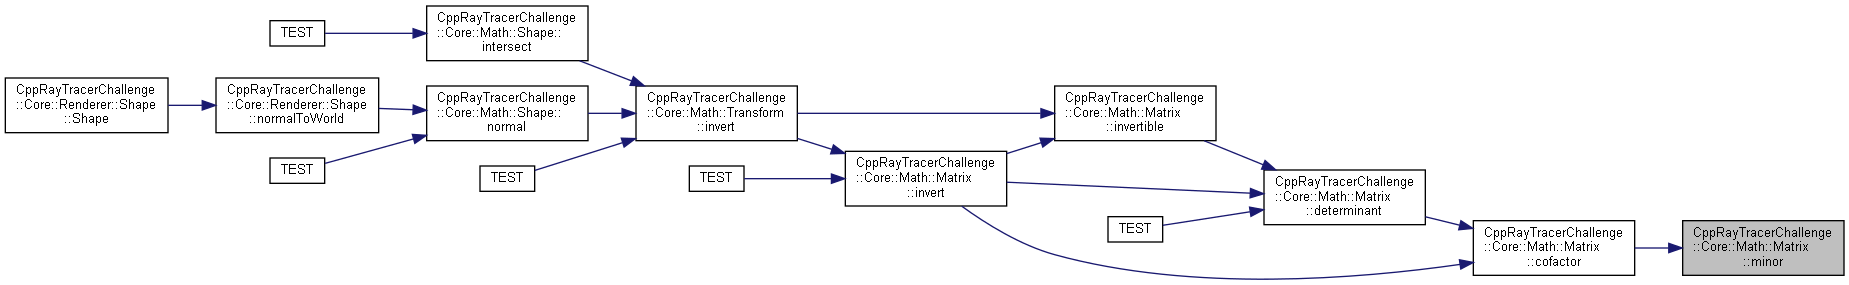 TEST
CppRayTracerChallenge
::Core::Math::Shape::
intersect
CppRayTracerChallenge
::Core::Renderer::Shape
::Shape
CppRayTracerChallenge
::Core::Renderer::Shape
::normalToWorld
CppRayTracerChallenge
::Core::Math::Shape::
normal
TEST
CppRayTracerChallenge
::Core::Math::Transform
::invert
TEST
TEST
CppRayTracerChallenge
::Core::Math::Matrix
::invert
CppRayTracerChallenge
::Core::Math::Matrix
::invertible
TEST
CppRayTracerChallenge
::Core::Math::Matrix
::determinant
CppRayTracerChallenge
::Core::Math::Matrix
::cofactor
CppRayTracerChallenge
::Core::Math::Matrix
::minor